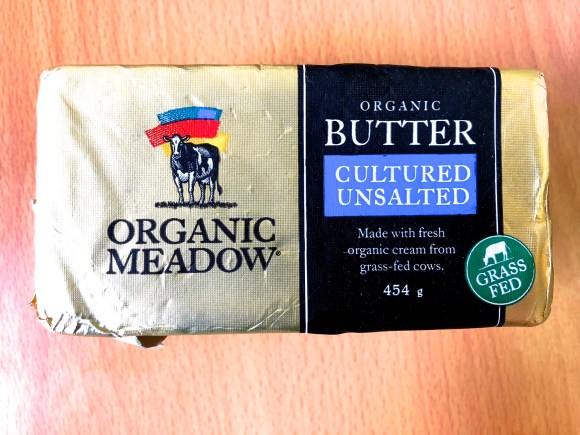 ORGANIC
MEADOW
ORGANIC
BUTTER
CULTURED
UNSALTED
Made with fresh
organic cream from
grass-fed cows.
454 g
GRASS
FED